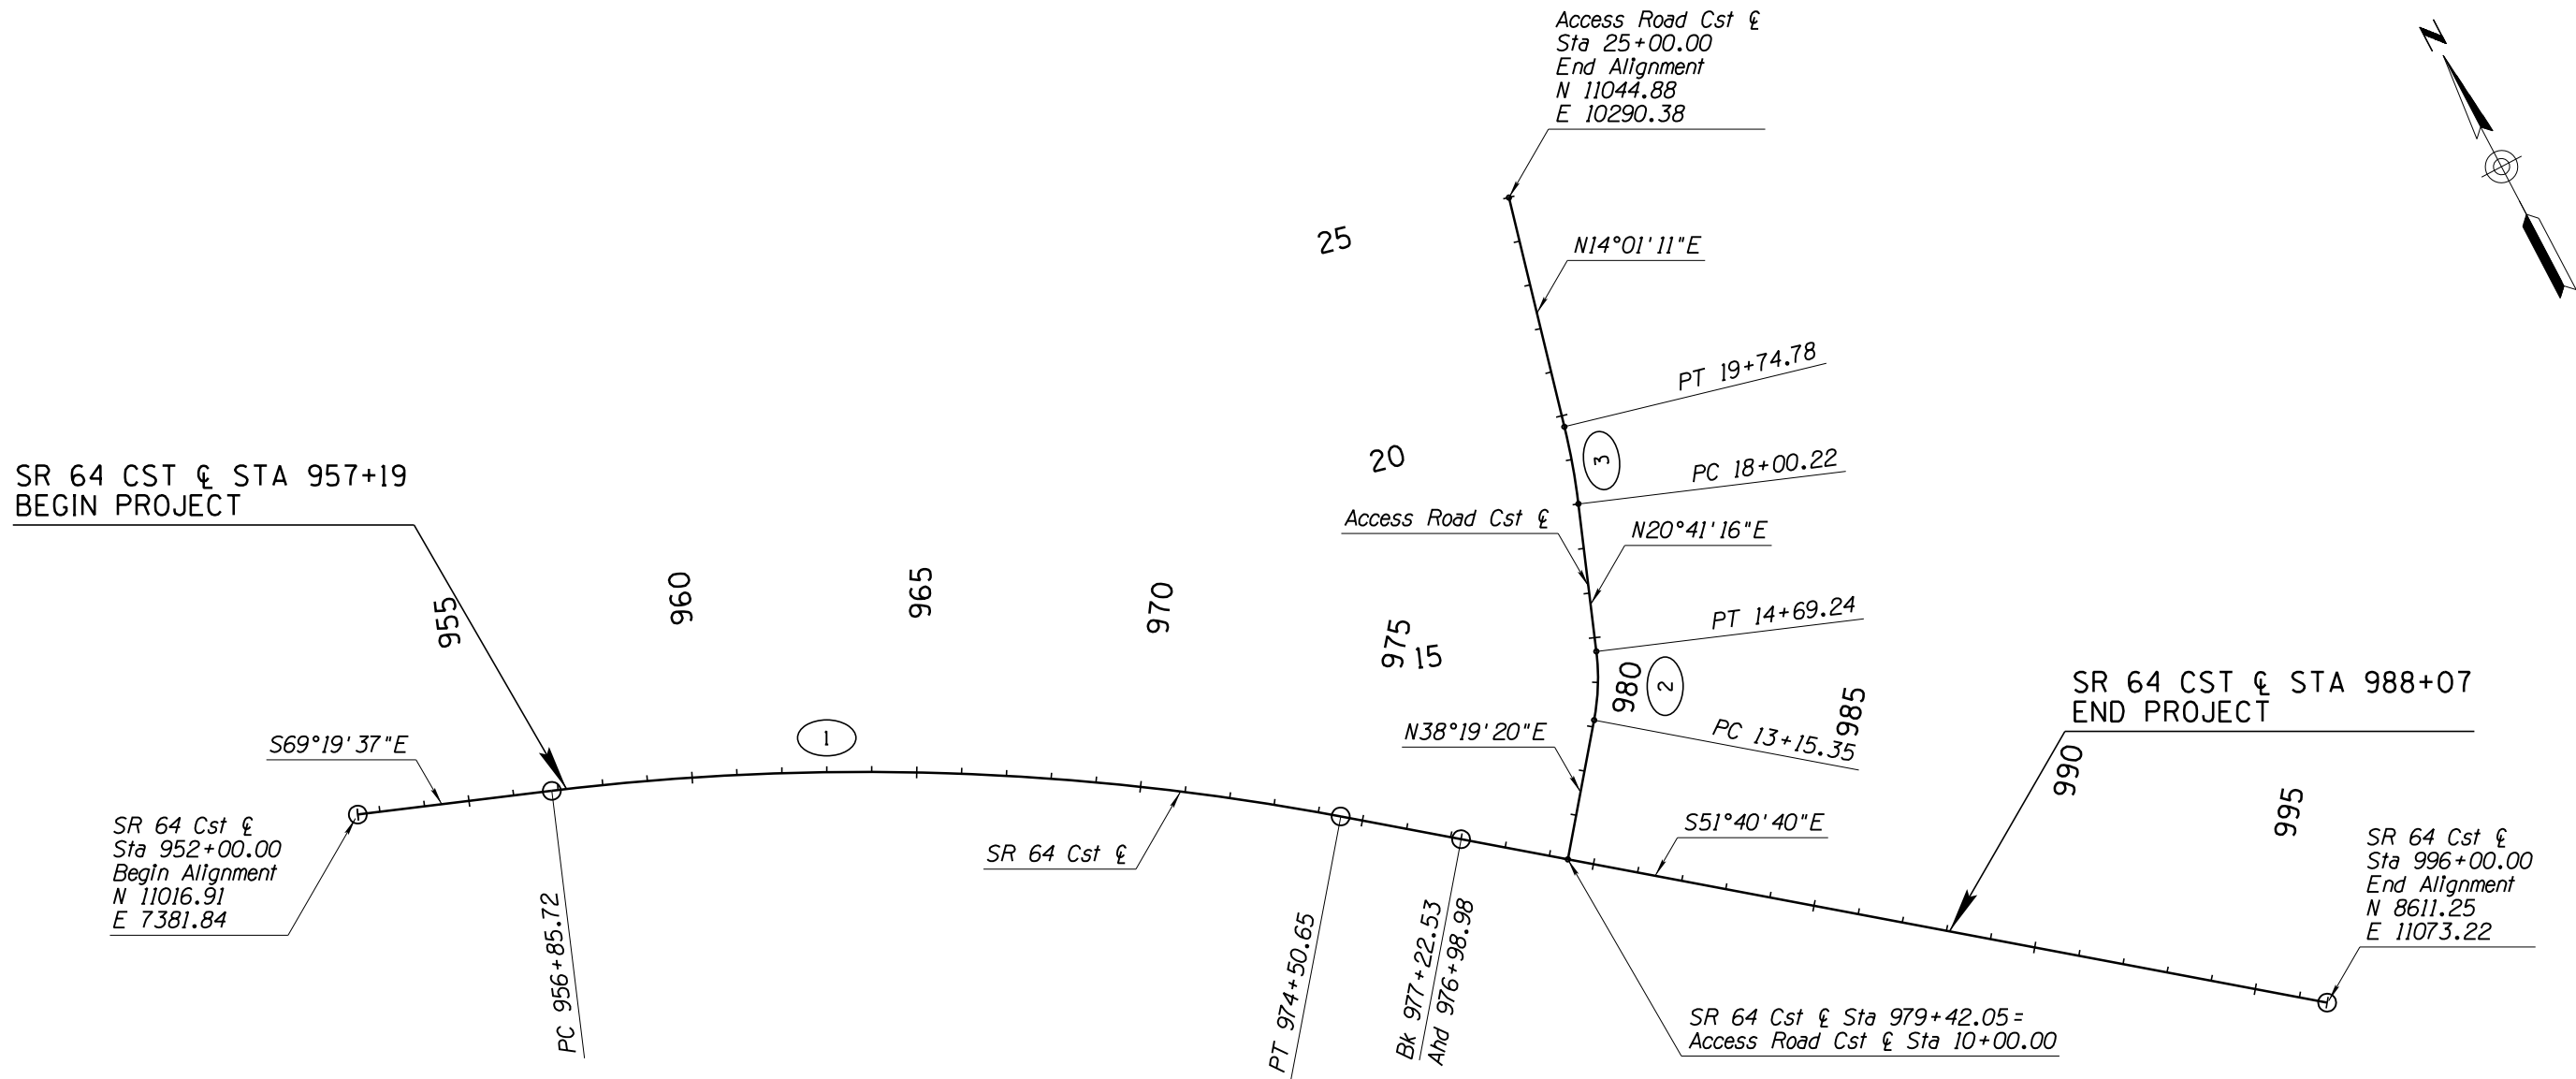 Access Road Cst ℄
Sta 25+00.00
End Alignment
N 11044.88
E 10290.38
N
25
N14°01'11"E
PT 19+74.78
3
20
PC 18+00.22
SR 64 CST ℄ STA 957+19
BEGIN PROJECT
Access Road Cst ℄
N20°41'16"E
955
960
965
970
975
15
PT 14+69.24
980
2
985
PC 13+15.35
SR 64 CST ℄ STA 988+07
END PROJECT
N38°19'20"E
1
S69°19'37"E
990
995
SR 64 Cst ℄
Sta 952+00.00
Begin Alignment
N 11016.91
E 7381.84
SR 64 Cst ℄
S51°40'40"E
SR 64 Cst ℄
Sta 996+00.00
End Alignment
N 8611.25
E 11073.22
PC 956+85.72
PT 974+50.65
Bk 977+22.53
Ahd 976+98.98
SR 64 Cst ℄ Sta 979+42.05=
Access Road Cst ℄ Sta 10+00.00